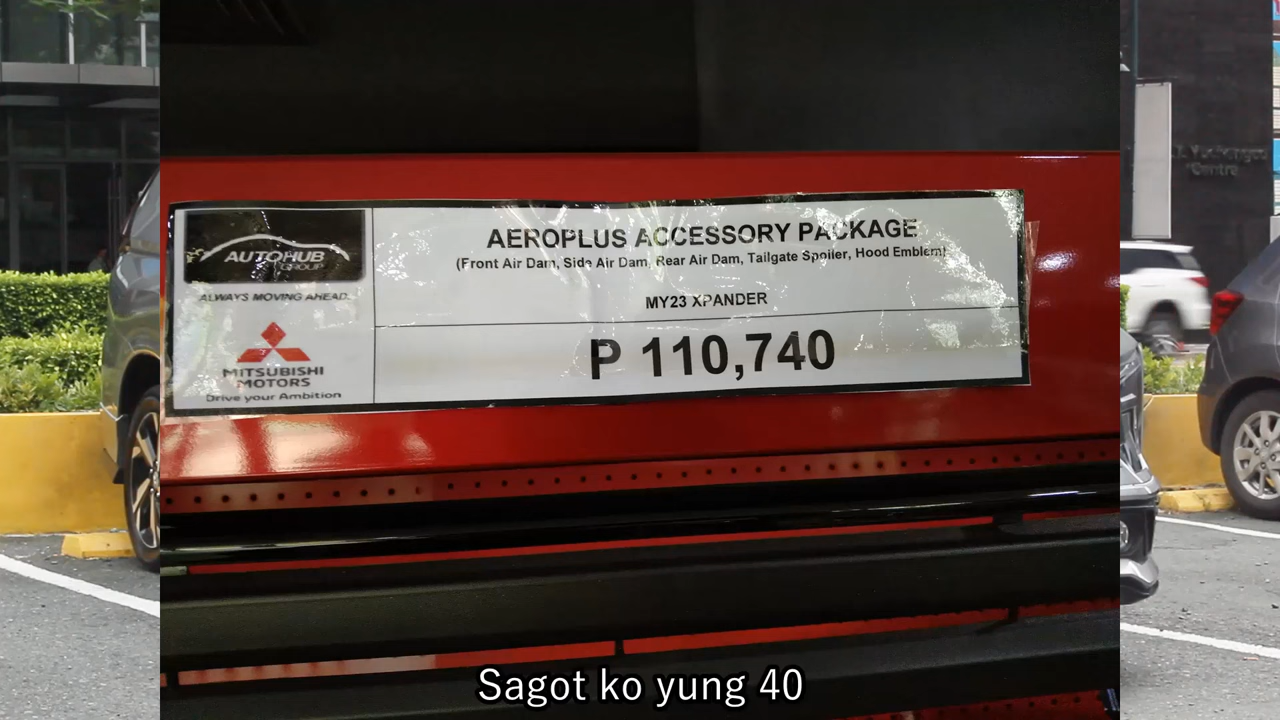 AUTOHUB
GROUP
ALWAYS MOVING AHEAD.
MITSUBISHI
MOTORS
Drive your Ambition
AEROPLUS ACCESSORY PACKAGE
(Front Air Dam, Side Air Dam, Rear Air Dam, Tailgate Spoiler, Hood Emblem)
MY23 XPANDER
P 110,740
Centre
Sagot ko yung 40